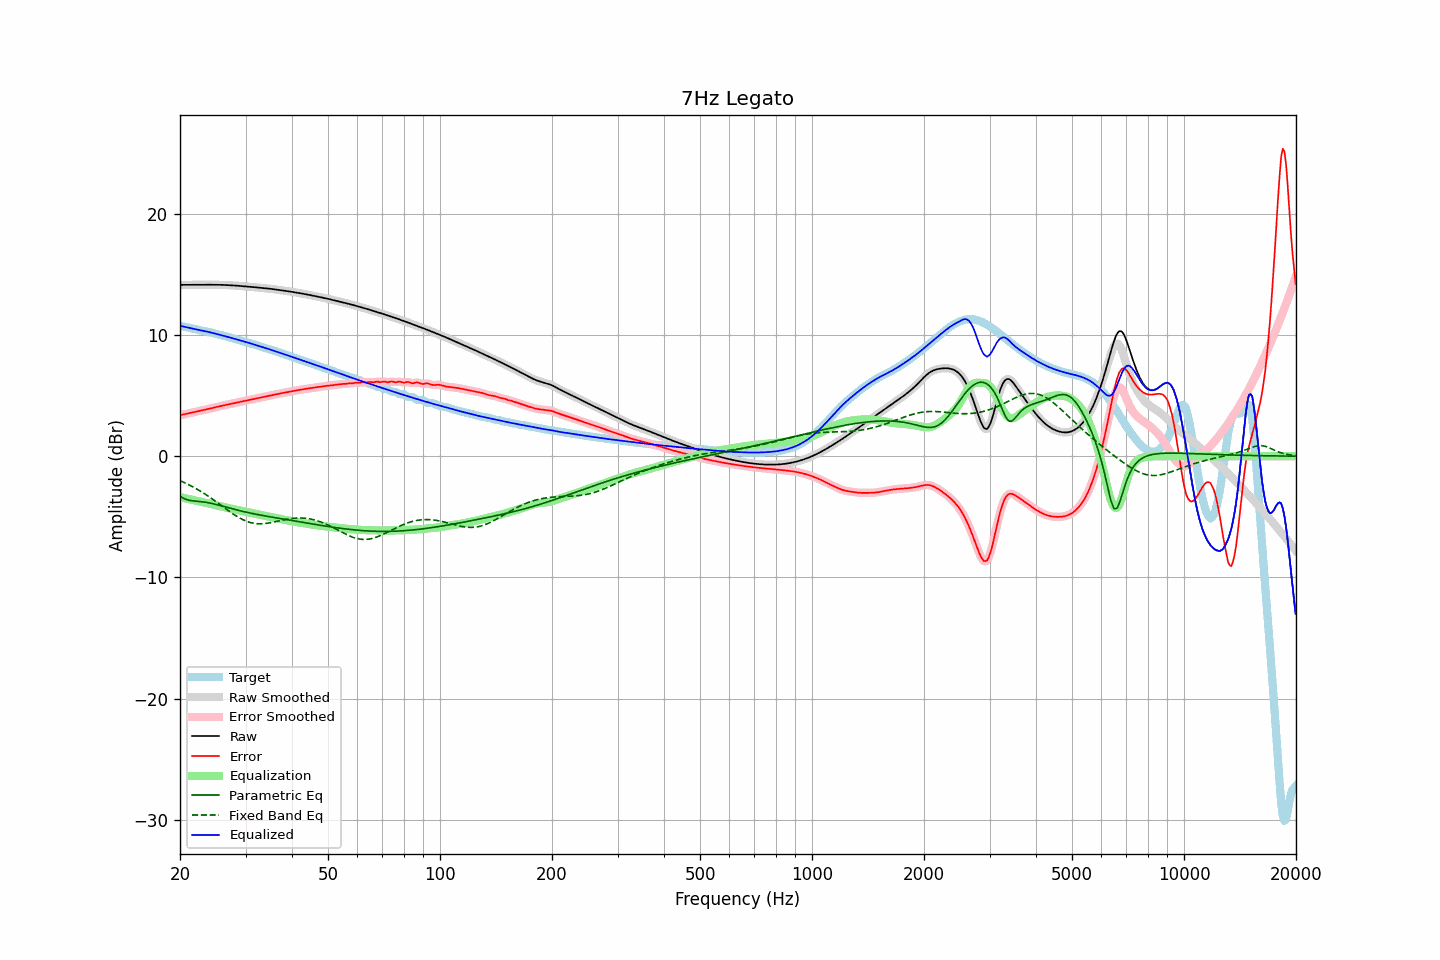 7Hz Legato
Amplitude (dBr)
20
10
0
−10
−20
−30
Target
Raw Smoothed
Error Smoothed
Raw
Error
Equalization
Parametric Eq
Fixed Band Eq
Equalized
20 50 100 200 500 1000 2000 5000 10000 20000
Frequency (Hz)